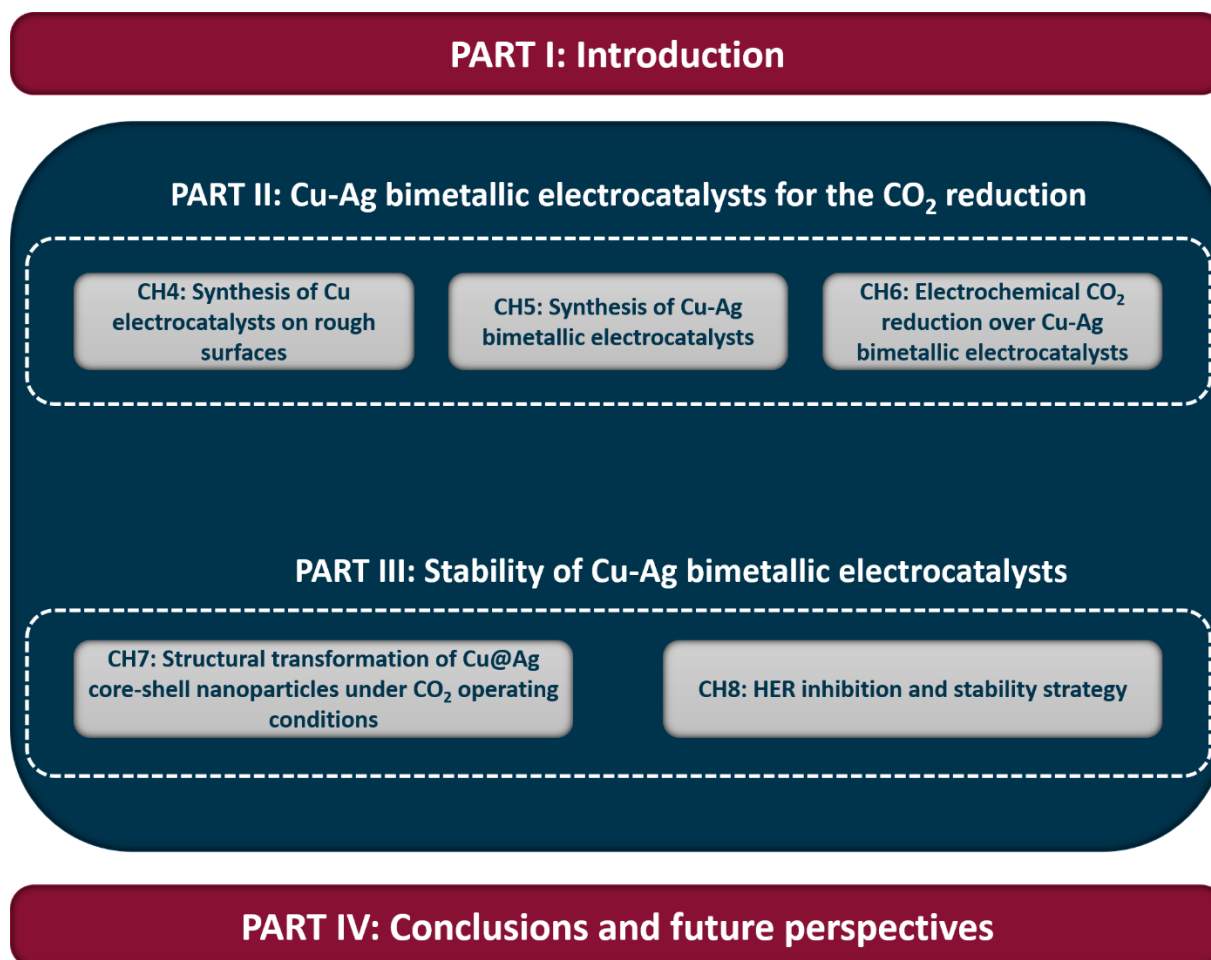 PART I: Introduction
PART II: Cu-Ag bimetallic electrocatalysts for the CO₂ reduction
CH4: Synthesis of Cu
electrocatalysts on rough
surfaces
CH5: Synthesis of Cu-Ag
bimetallic electrocatalysts
CH6: Electrochemical CO₂
reduction over Cu-Ag
bimetallic electrocatalysts
PART III: Stability of Cu-Ag bimetallic electrocatalysts
CH7: Structural transformation of Cu@Ag
core-shell nanoparticles under CO₂ operating
conditions
CH8: HER inhibition and stability strategy
PART IV: Conclusions and future perspectives